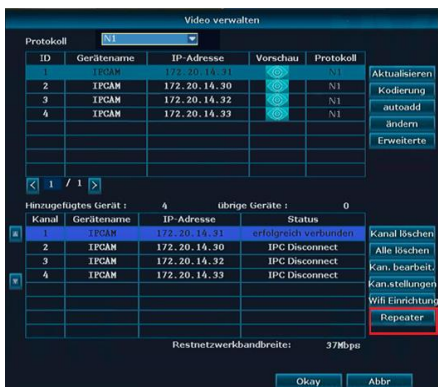 Video verwalten
Protokoll N1
ID Gerätename IP-Adresse Vorschau Protokoll
1 IPCAM 172.20.14.31 N1
2 IPCAM 172.20.14.30 N1
3 IPCAM 172.20.14.32 N1
4 IPCAM 172.20.14.33 N1
Aktualisieren
Kodierung
autoadd
ändern
Erweiterte
1 / 1
Hinzugefügtes Gerät : 4 übrige Geräte : 0
Kanal Gerätename IP-Adresse Status
1 IPCAM 172.20.14.31 erfolgreich verbunden
2 IPCAM 172.20.14.30 IPC Disconnect
3 IPCAM 172.20.14.32 IPC Disconnect
4 IPCAM 172.20.14.33 IPC Disconnect
Kanal löschen
Alle löschen
Kan. bearbeit.
Kan.stellungen
Wifi Einrichtung
Repeater
Restnetzwerkbandbreite: 37Mbps
Okay Abbr